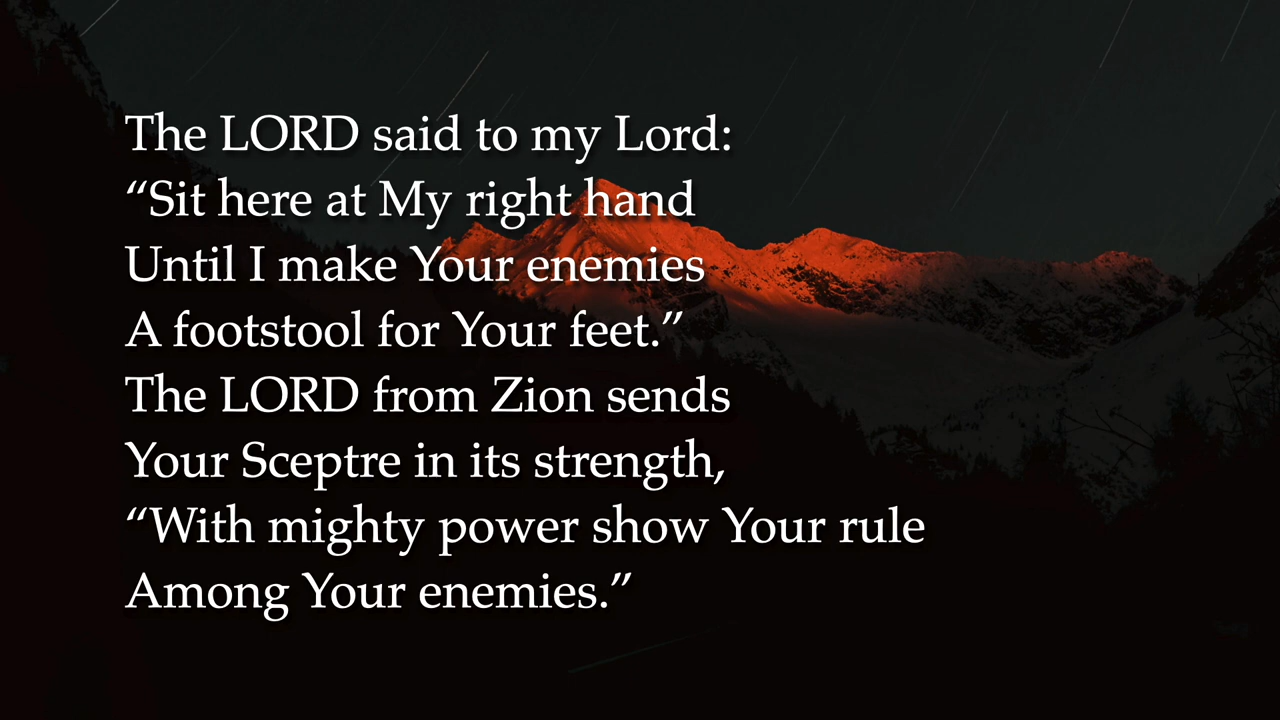 The LORD said to my Lord:
“Sit here at My right hand
Until I make Your enemies
A footstool for Your feet.”
The LORD from Zion sends
Your Sceptre in its strength,
“With mighty power show Your rule
Among Your enemies.”